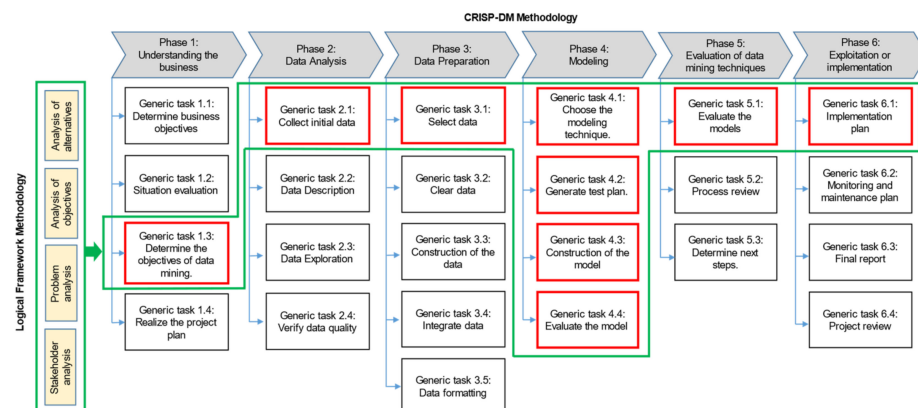 CRISP-DM Methodology
Phase 1:
Understanding the
business
Phase 2:
Data Analysis
Phase 3:
Data Preparation
Phase 4:
Modeling
Phase 5:
Evaluation of data
mining techniques
Phase 6:
Exploitation or
implementation
Logical Framework Methodology
Analysis of
alternatives
Analysis of
objectives
Problem
analysis
Stakeholder
analysis
Generic task 1.1:
Determine business
objectives
Generic task 1.2:
Situation evaluation
Generic task 1.3:
Determine the
objectives of data
mining.
Generic task 1.4:
Realize the project
plan
Generic task 2.1:
Collect initial data
Generic task 2.2:
Data Description
Generic task 2.3:
Data Exploration
Generic task 2.4:
Verify data quality
Generic task 3.1:
Select data
Generic task 3.2:
Clear data
Generic task 3.3:
Construction of the
data
Generic task 3.4:
Integrate data
Generic task 3.5:
Data formatting
Generic task 4.1:
Choose the
modeling
technique.
Generic task 4.2:
Generate test plan.
Generic task 4.3:
Construction of the
model
Generic task 4.4:
Evaluate the model
Generic task 5.1:
Evaluate the
models
Generic task 5.2:
Process review
Generic task 5.3:
Determine next
steps.
Generic task 6.1:
Implementation
plan
Generic task 6.2:
Monitoring and
maintenance plan
Generic task 6.3:
Final report
Generic task 6.4:
Project review